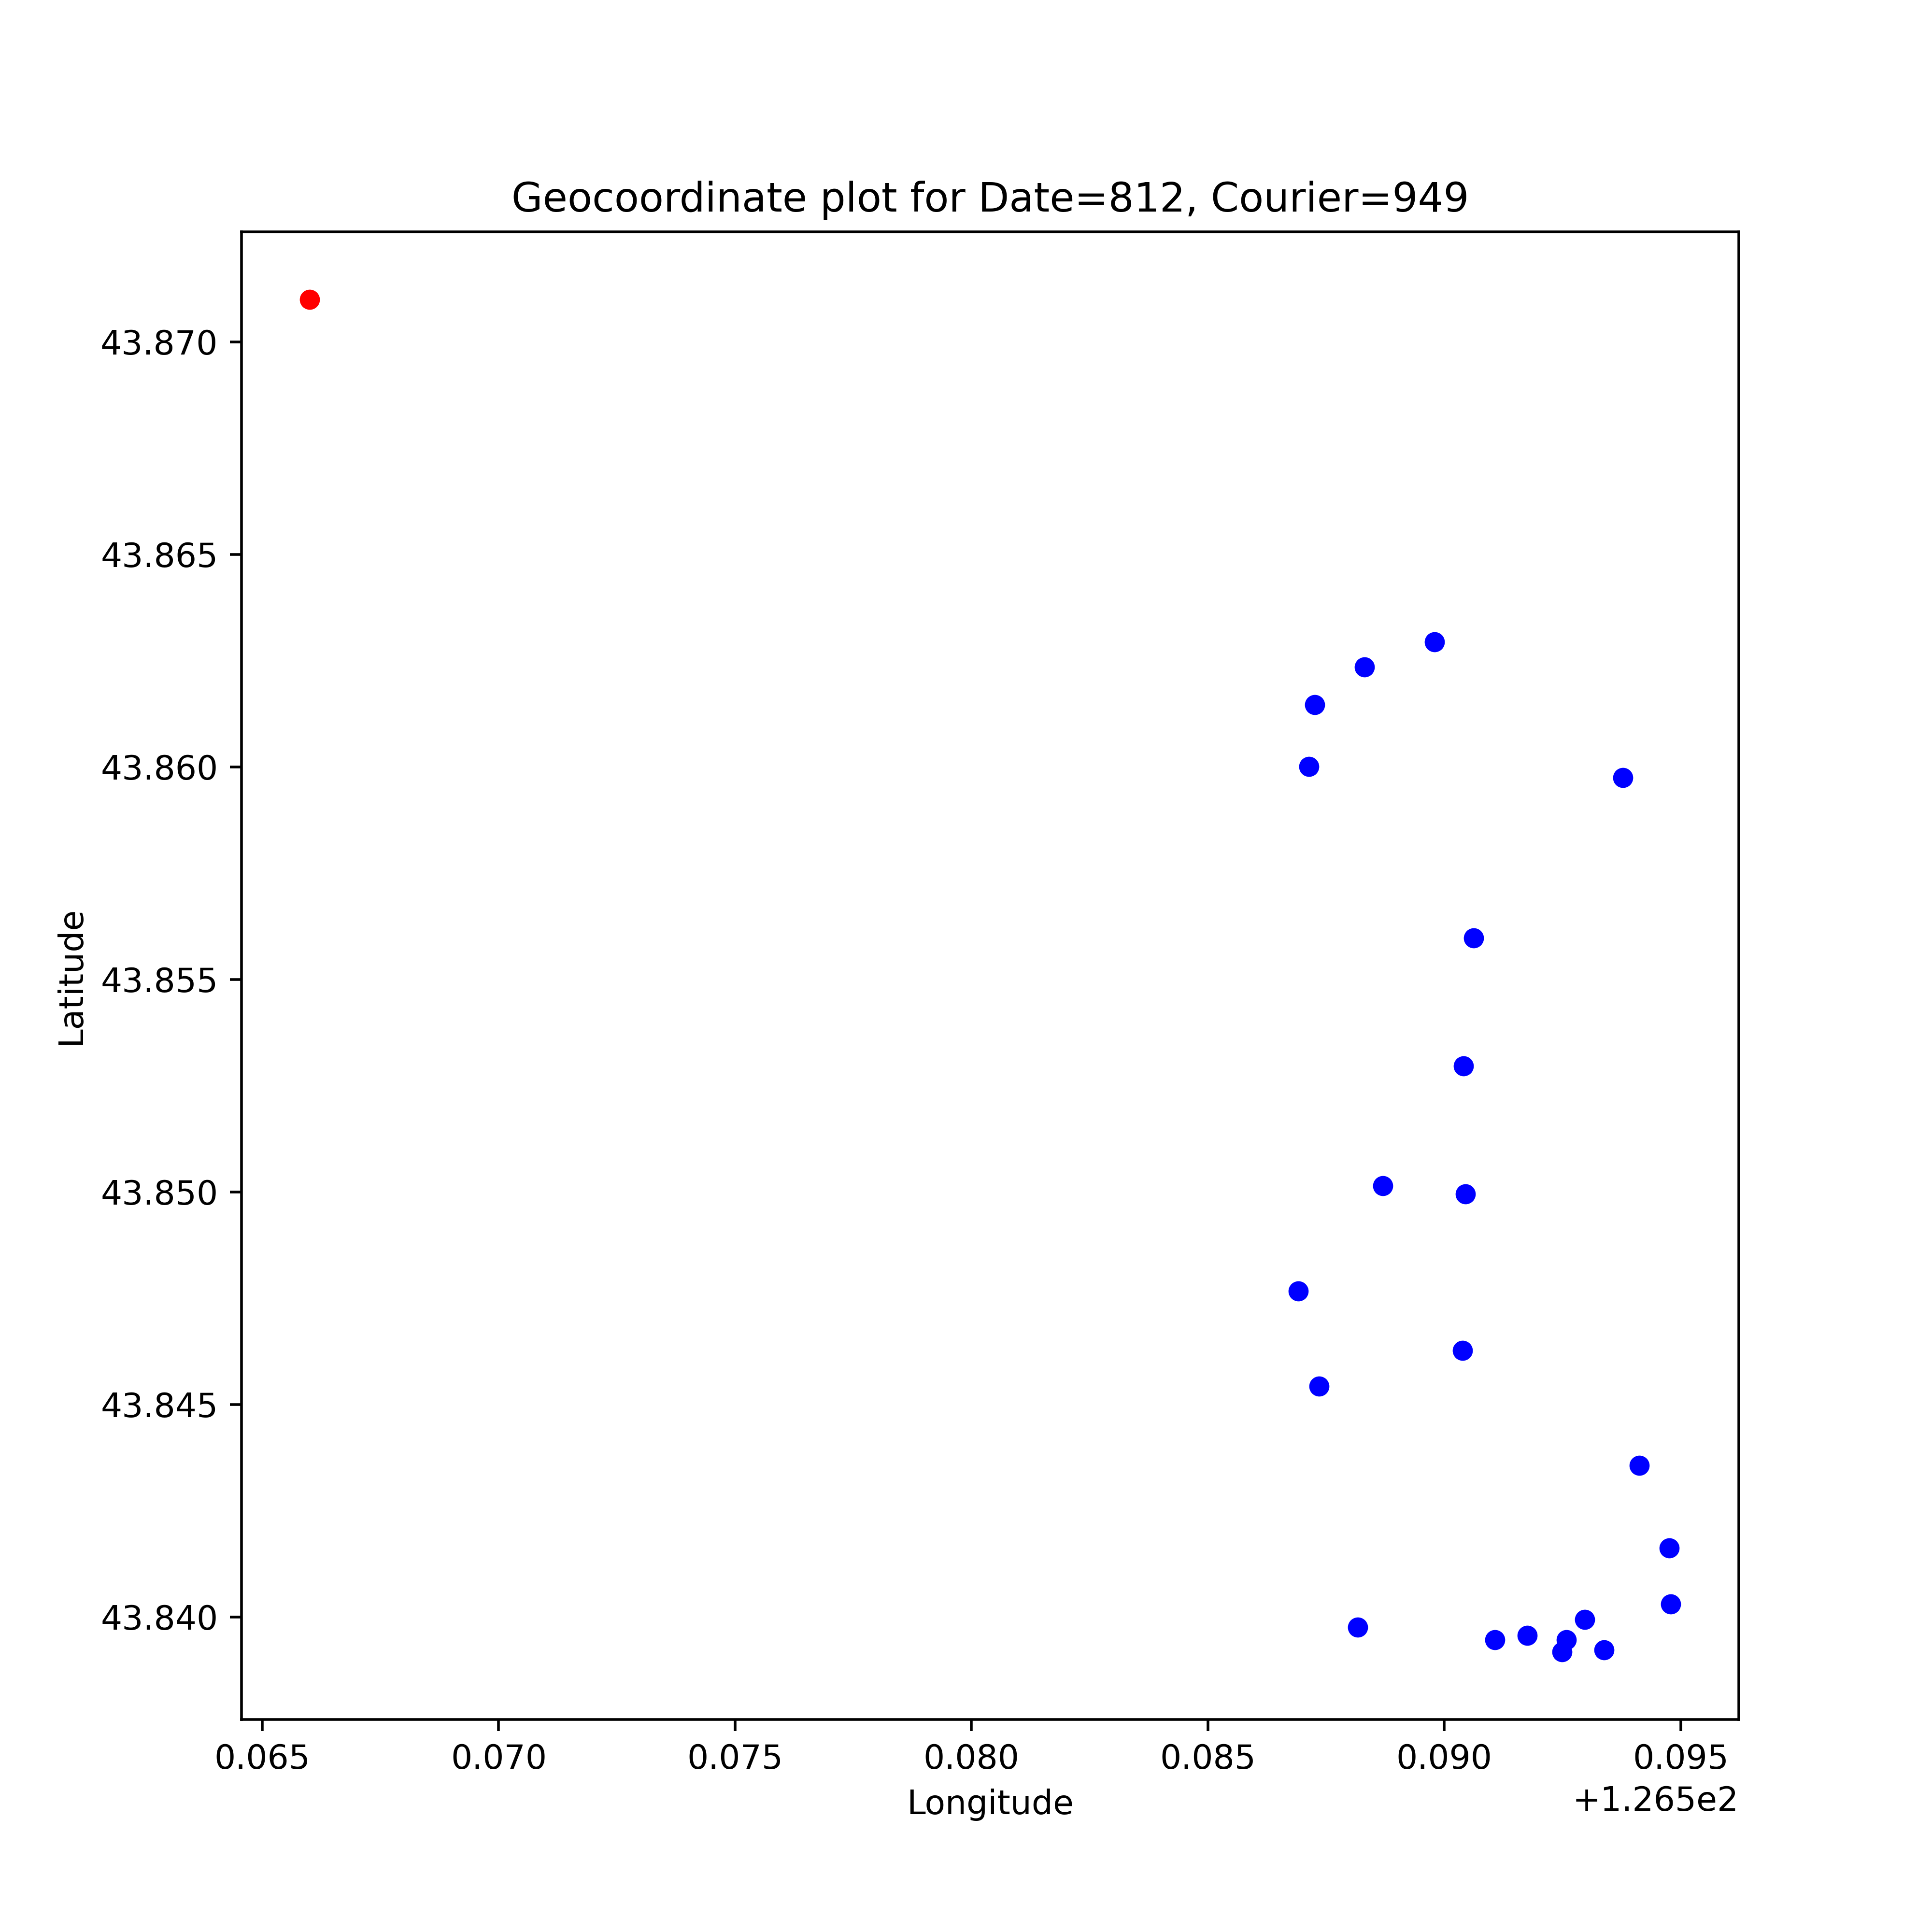 Geocoordinate plot for Date=812, Courier=949
43.870
43.865
43.860
43.855
43.850
43.845
43.840
Latitude
0.065 0.070 0.075 0.080 0.085 0.090 0.095
+1.265e2
Longitude